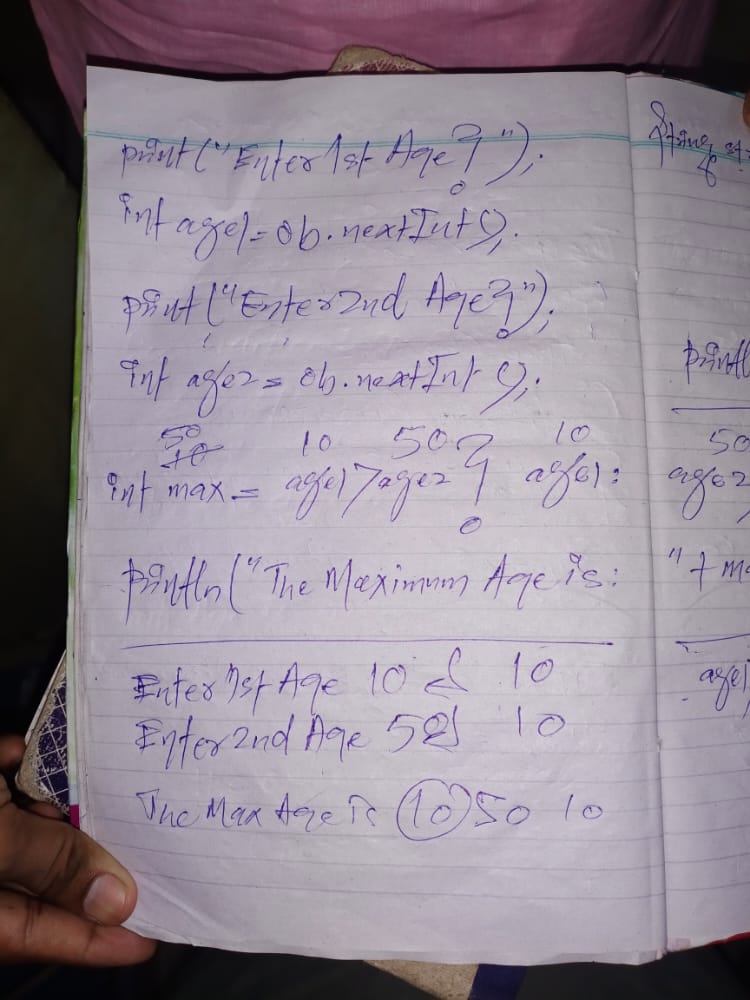 print("Enter 1st Age?");
int age1=ob.nextInt();
print("Enter 2nd Age?");
int age2=ob.nextInt();
50
10 10 50 10 50
int max= age1>age2? age1: age2
println("The Maximum Age is: "+m
Enter 1st Age 10 10
Enter 2nd Age 50 10
The Max Age is 10 50 10
String st
println
age1